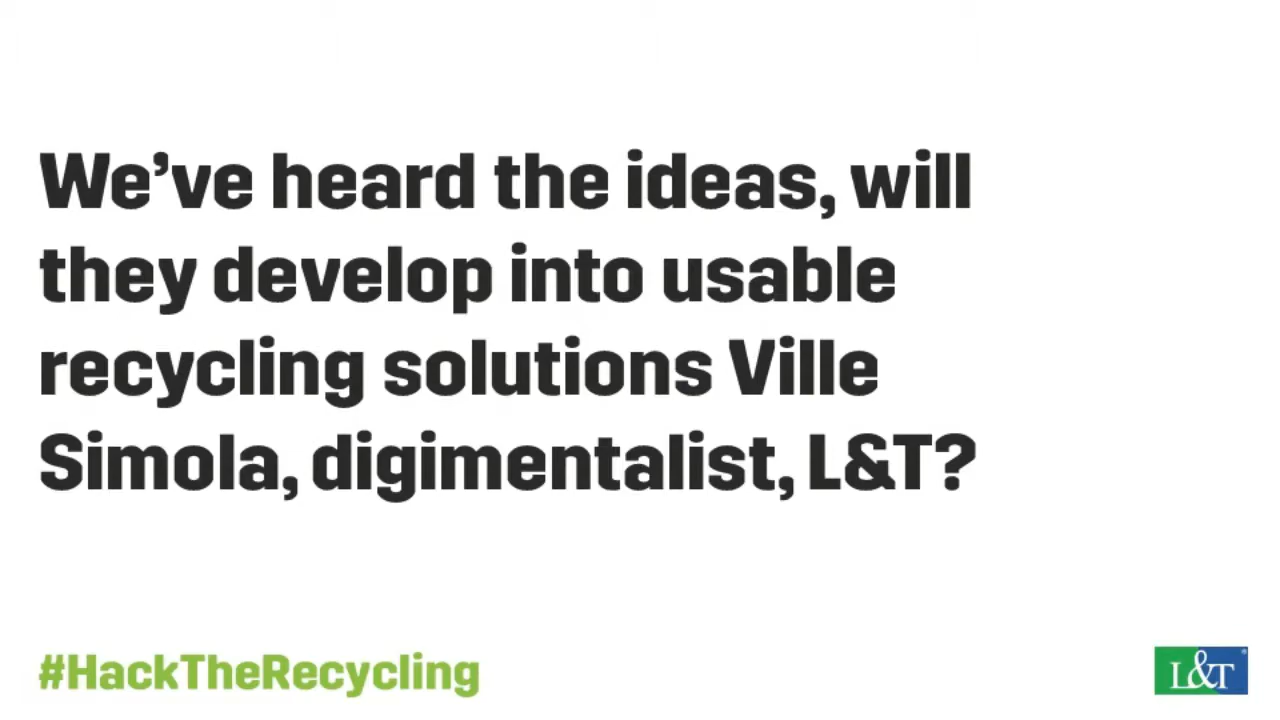 We’ve heard the ideas, will
they develop into usable
recycling solutions Ville
Simola, digimentalist, L&T?
#HackTheRecycling
L&T®